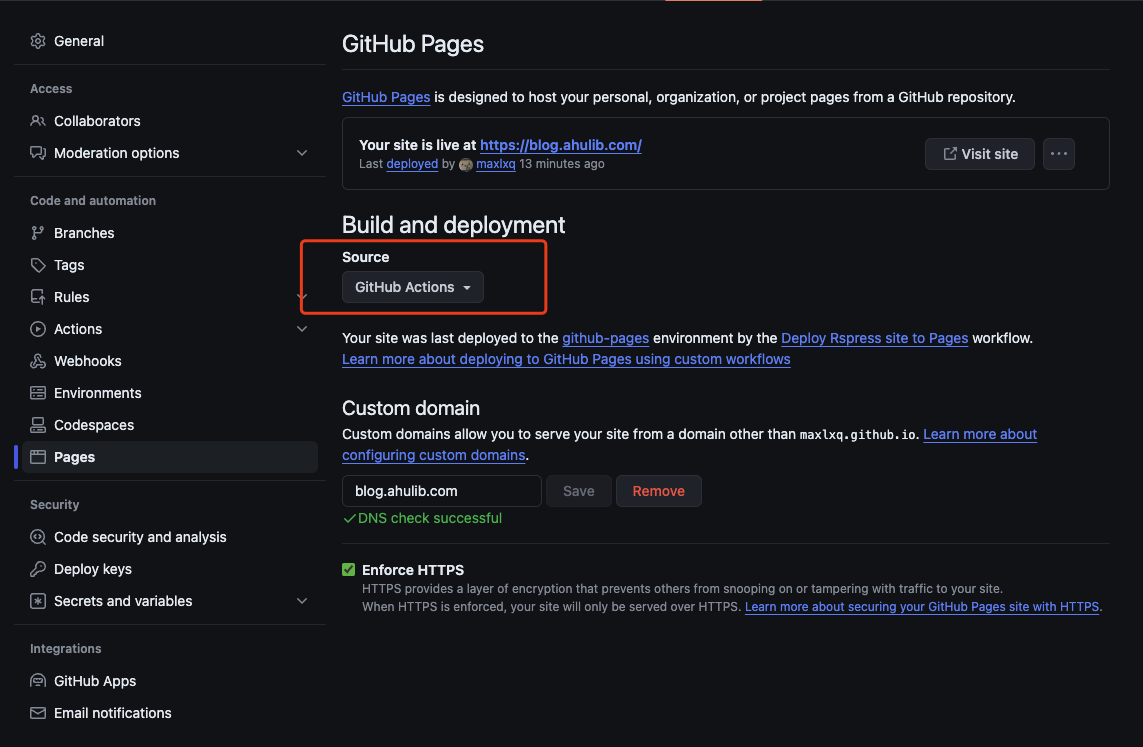 General
Access
Collaborators
Moderation options
Code and automation
Branches
Tags
Rules
Actions
Webhooks
Environments
Codespaces
Pages
Security
Code security and analysis
Deploy keys
Secrets and variables
Integrations
GitHub Apps
Email notifications
GitHub Pages
GitHub Pages is designed to host your personal, organization, or project pages from a GitHub repository.
Your site is live at https://blog.ahulib.com/
Last deployed by maxlxq 13 minutes ago
Visit site
Build and deployment
Source
GitHub Actions
Your site was last deployed to the github-pages environment by the Deploy Rspress site to Pages workflow.
Learn more about deploying to GitHub Pages using custom workflows
Custom domain
Custom domains allow you to serve your site from a domain other than maxlxq.github.io. Learn more about
configuring custom domains.
blog.ahulib.com
Save
Remove
DNS check successful
Enforce HTTPS
HTTPS provides a layer of encryption that prevents others from snooping on or tampering with traffic to your site.
When HTTPS is enforced, your site will only be served over HTTPS. Learn more about securing your GitHub Pages site with HTTPS.